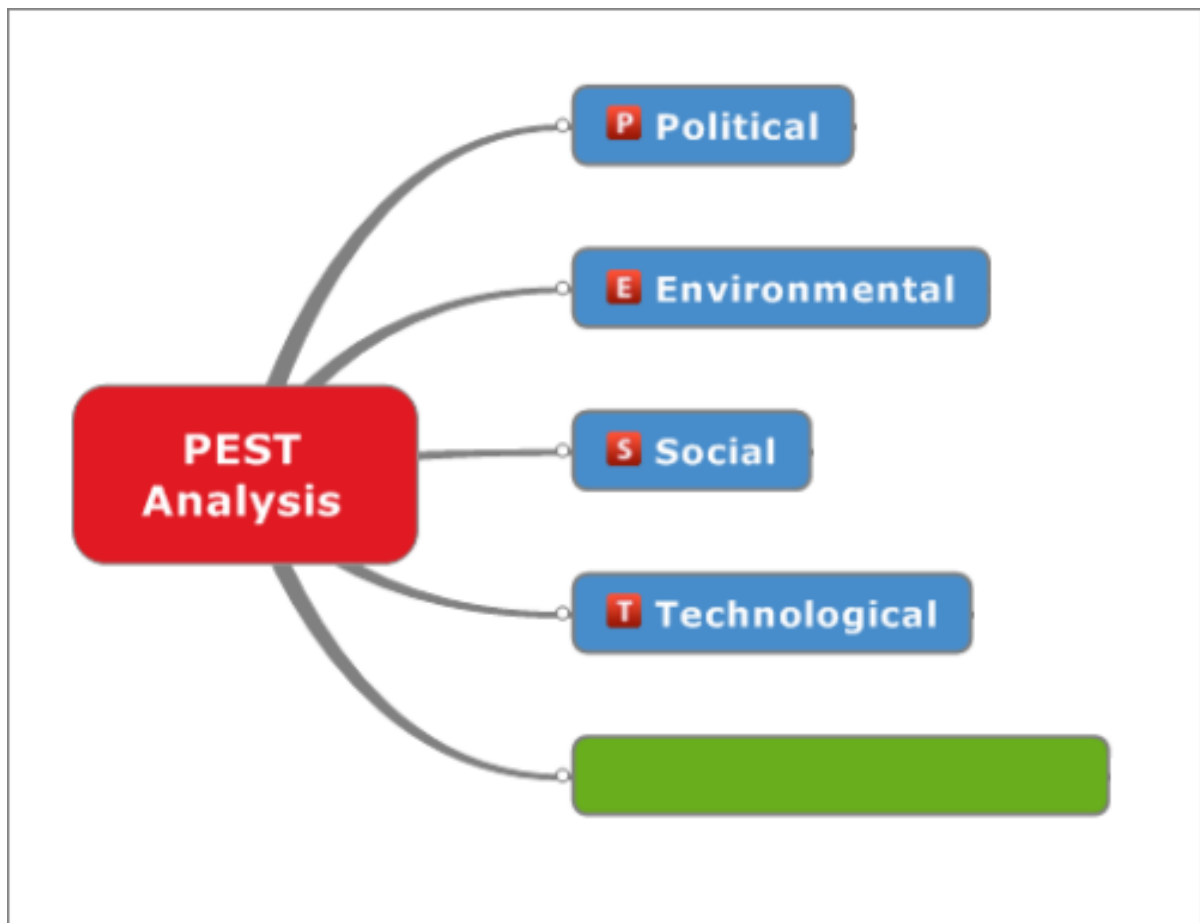 P Political
E Environmental
PEST
Analysis
S Social
T Technological